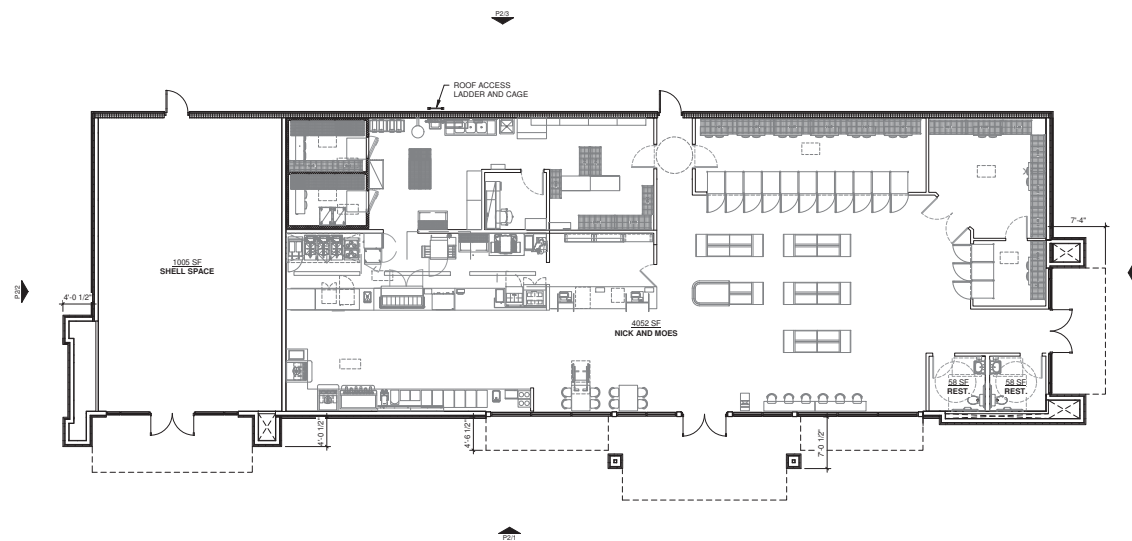 P2/3
ROOF ACCESS
LADDER AND CAGE
7'-4"
1005 SF
SHELL SPACE
P2/2
4'-0 1/2"
4052 SF
NICK AND MOES
58 SF
REST.
58 SF
REST.
4'-0 1/2"
4'-6 1/2"
7'-0 1/2"
P2/1